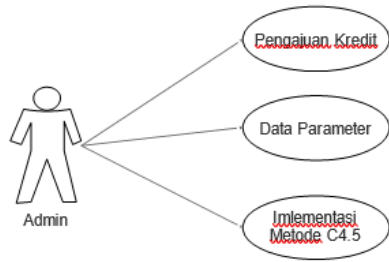 Pengajuan Kredit
Data Parameter
Imlementasi
Metode C4.5
Admin